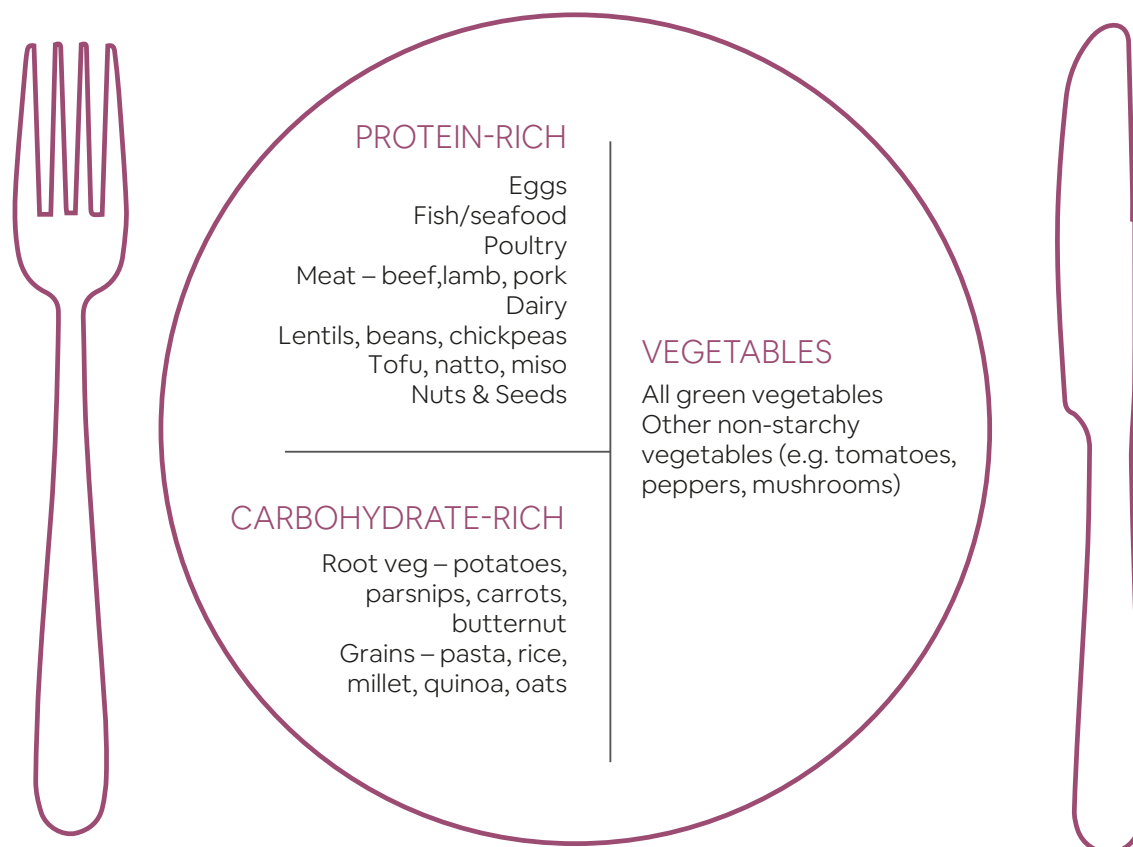 PROTEIN-RICH
Eggs
Fish/seafood
Poultry
Meat – beef,lamb, pork
Dairy
Lentils, beans, chickpeas
Tofu, natto, miso
Nuts & Seeds
CARBOHYDRATE-RICH
Root veg – potatoes,
parsnips, carrots,
butternut
Grains – pasta, rice,
millet, quinoa, oats
VEGETABLES
All green vegetables
Other non-starchy
vegetables (e.g. tomatoes,
peppers, mushrooms)